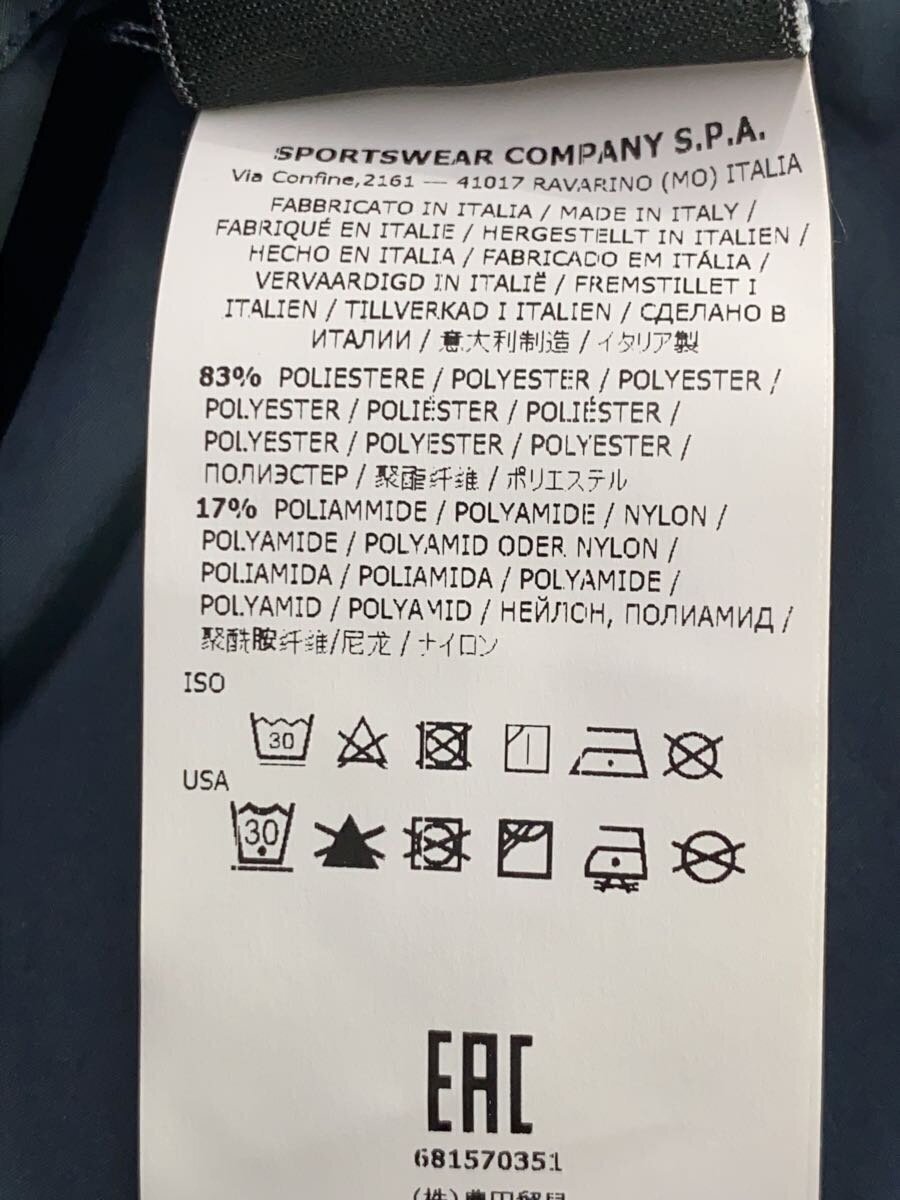 SPORTSWEAR COMPANY S.P.A.
Via Confine,2161 — 41017 RAVARINO (MO) ITALIA
FABBRICATO IN ITALIA / MADE IN ITALY /
FABRIQUÉ EN ITALIE / HERGESTELLT IN ITALIEN /
HECHO EN ITALIA / FABRICADO EM ITÁLIA /
VERVAARDIGD IN ITALIË / FREMSTILLET I
ITALIEN / TILLVERKAD I ITALIEN / СДЕЛАНО В
ИТАЛИИ / 意大利制造 / イタリア製
83% POLIESTERE / POLYESTER / POLYESTER /
POLYESTER / POLIÉSTER / POLIÉSTER /
POLYESTER / POLYESTER / POLYESTER /
ПОЛИЭСТЕР / 聚酯纤维 / ポリエステル
17% POLIAMMIDE / POLYAMIDE / NYLON /
POLYAMIDE / POLYAMID ODER NYLON /
POLIAMIDA / POLIAMIDA / POLYAMIDE /
POLYAMID / POLYAMID / НЕЙЛОН, ПОЛИАМИД /
聚酰胺纤维/尼龙 / ナイロン
ISO
30
USA
30
EAC
681570351
(株)豊田貿易